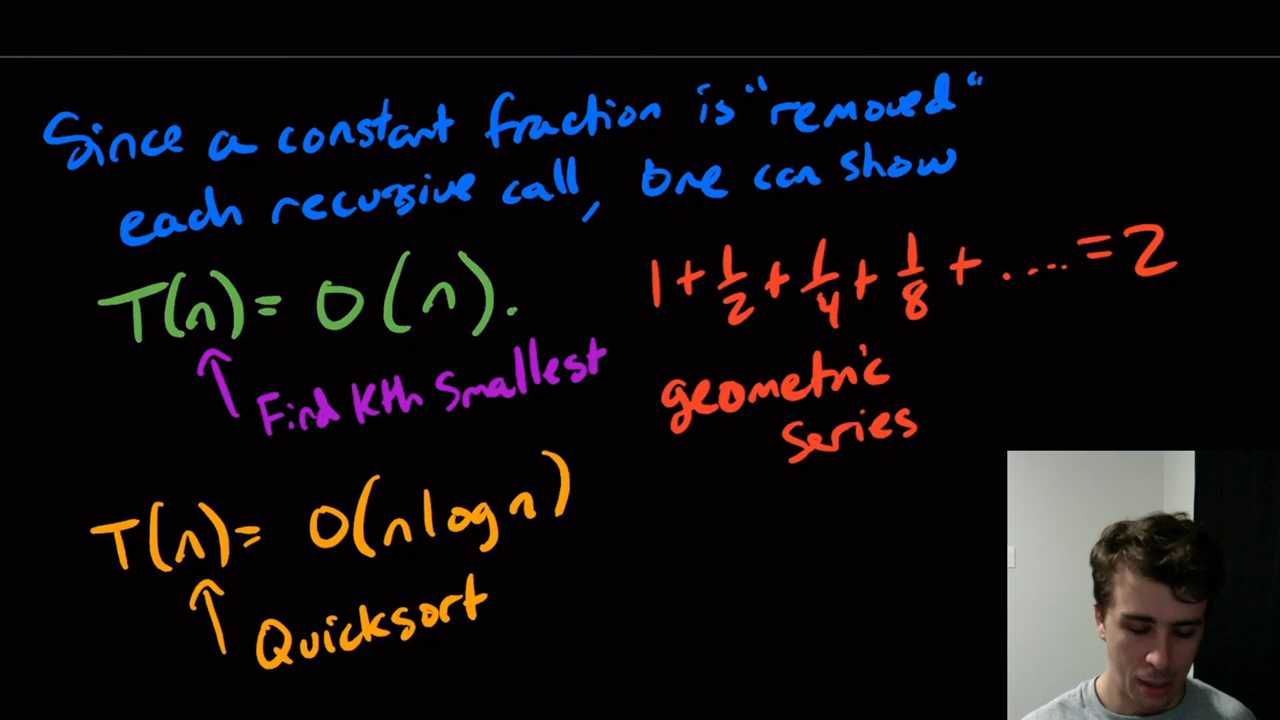 Since a constant fraction is "removed"
each recursive call, one can show
T(n) = O(n).
Find Kth Smallest
1 + 1/2 + 1/4 + 1/8 + .... = 2
geometric
series
T(n) = O(n log n)
Quicksort